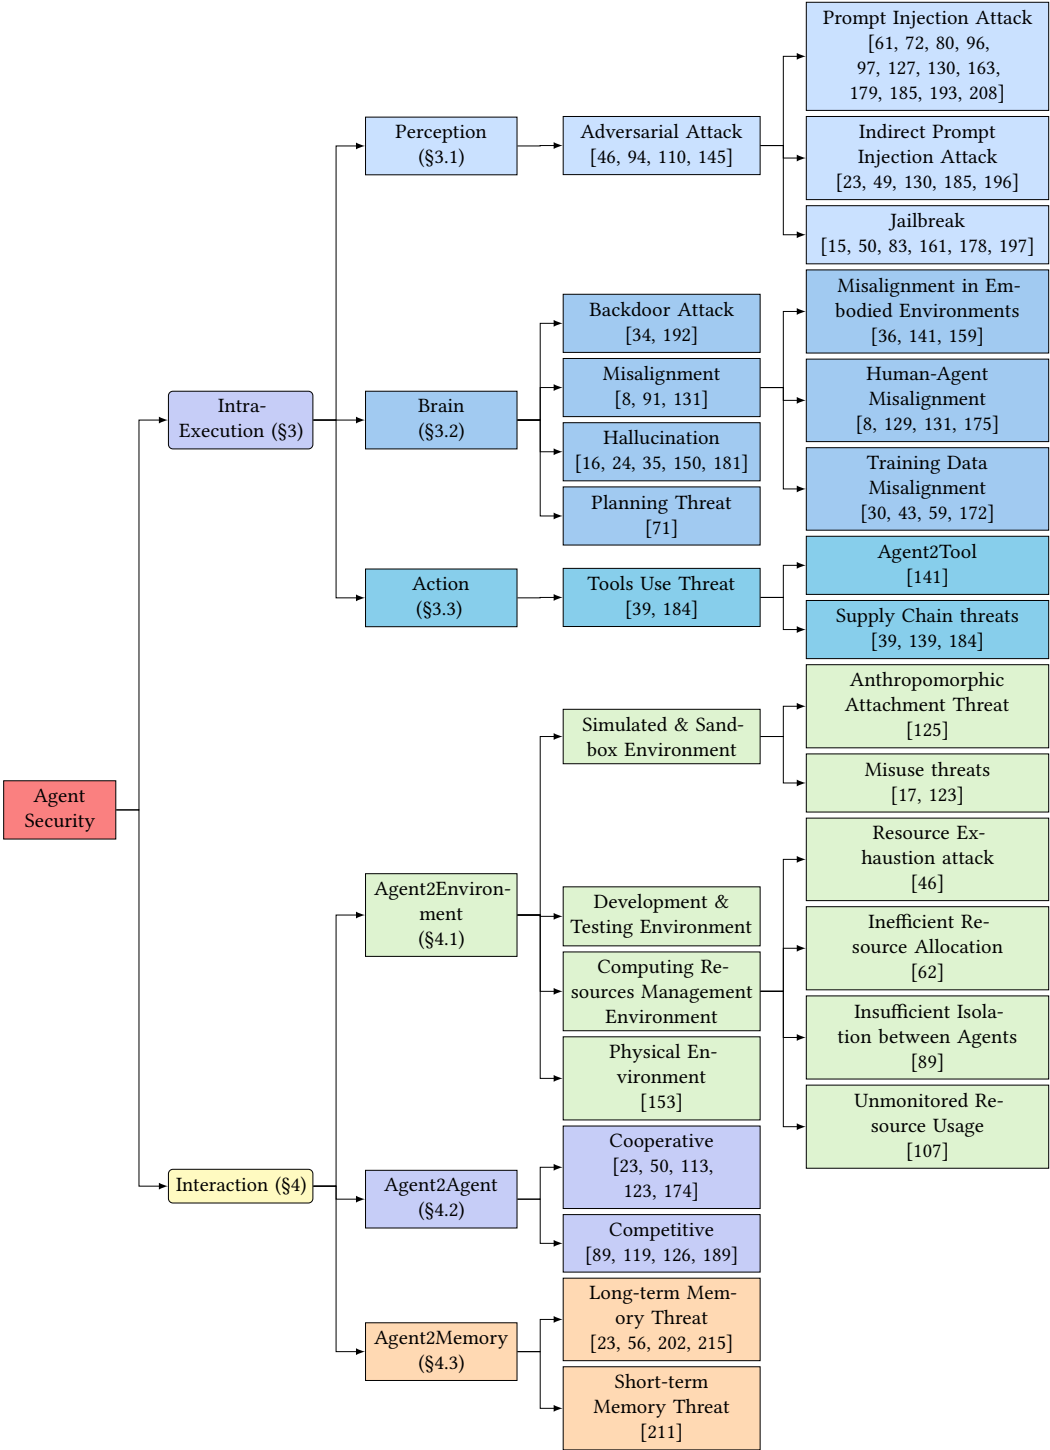 Agent
Security
Intra-
Execution (§3)
Perception
(§3.1)
Adversarial Attack
[46, 94, 110, 145]
Prompt Injection Attack
[61, 72, 80, 96,
97, 127, 130, 163,
179, 185, 193, 208]
Indirect Prompt
Injection Attack
[23, 49, 130, 185, 196]
Jailbreak
[15, 50, 83, 161, 178, 197]
Brain
(§3.2)
Backdoor Attack
[34, 192]
Misalignment
[8, 91, 131]
Misalignment in Em-
bodied Environments
[36, 141, 159]
Human-Agent
Misalignment
[8, 129, 131, 175]
Training Data
Misalignment
[30, 43, 59, 172]
Hallucination
[16, 24, 35, 150, 181]
Planning Threat
[71]
Action
(§3.3)
Tools Use Threat
[39, 184]
Agent2Tool
[141]
Supply Chain threats
[39, 139, 184]
Interaction (§4)
Agent2Environ-
ment
(§4.1)
Simulated & Sand-
box Environment
Anthropomorphic
Attachment Threat
[125]
Misuse threats
[17, 123]
Development &
Testing Environment
Computing Re-
sources Management
Environment
Resource Ex-
haustion attack
[46]
Inefficient Re-
source Allocation
[62]
Insufficient Isola-
tion between Agents
[89]
Unmonitored Re-
source Usage
[107]
Physical En-
vironment
[153]
Agent2Agent
(§4.2)
Cooperative
[23, 50, 113,
123, 174]
Competitive
[89, 119, 126, 189]
Agent2Memory
(§4.3)
Long-term Mem-
ory Threat
[23, 56, 202, 215]
Short-term
Memory Threat
[211]